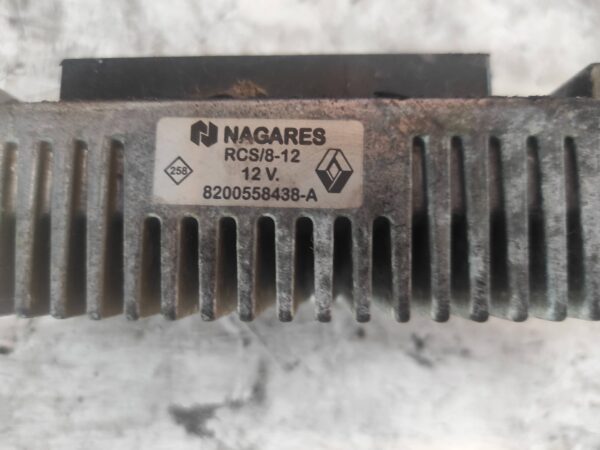 NAGARES
RCS/8-12
258
12 V.
8200558438-A